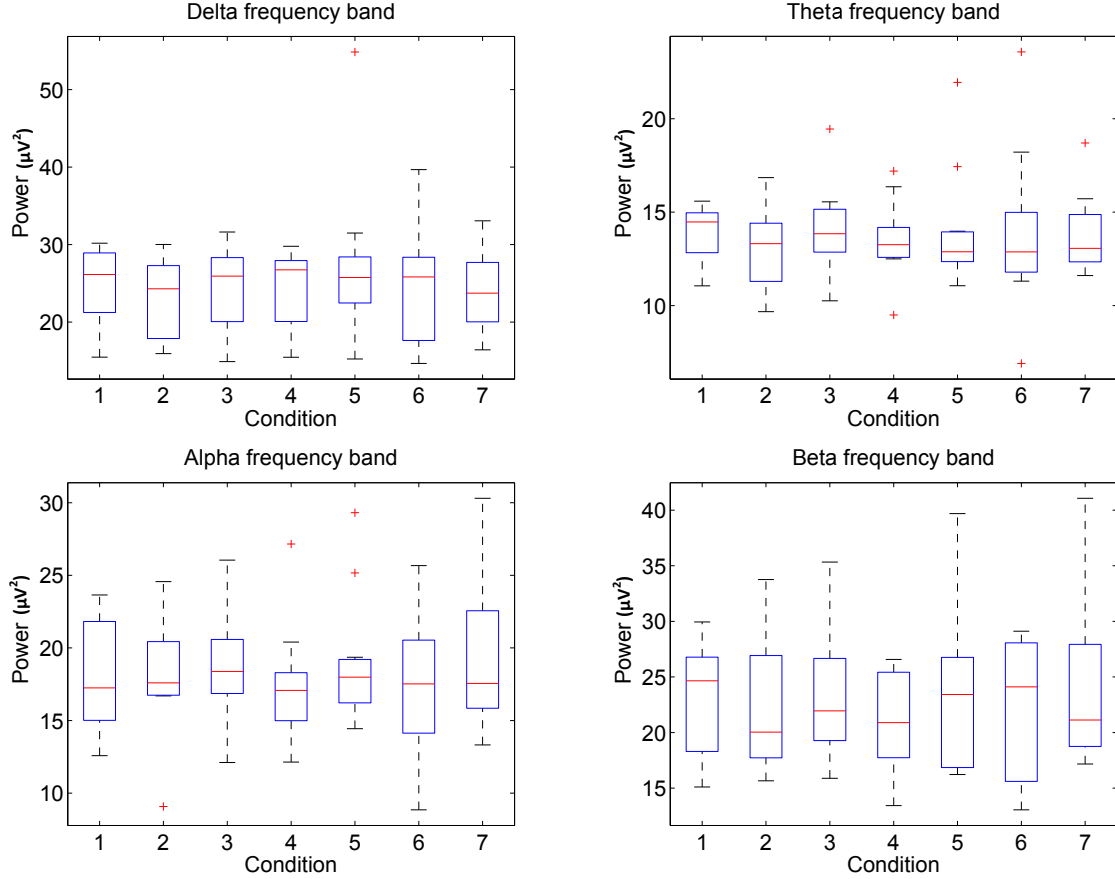 Delta frequency band
Power (µV²)
50
40
30
20
1 2 3 4 5 6 7
Condition
Theta frequency band
Power (µV²)
20
15
10
1 2 3 4 5 6 7
Condition
Alpha frequency band
Power (µV²)
30
25
20
15
10
1 2 3 4 5 6 7
Condition
Beta frequency band
Power (µV²)
40
35
30
25
20
15
1 2 3 4 5 6 7
Condition